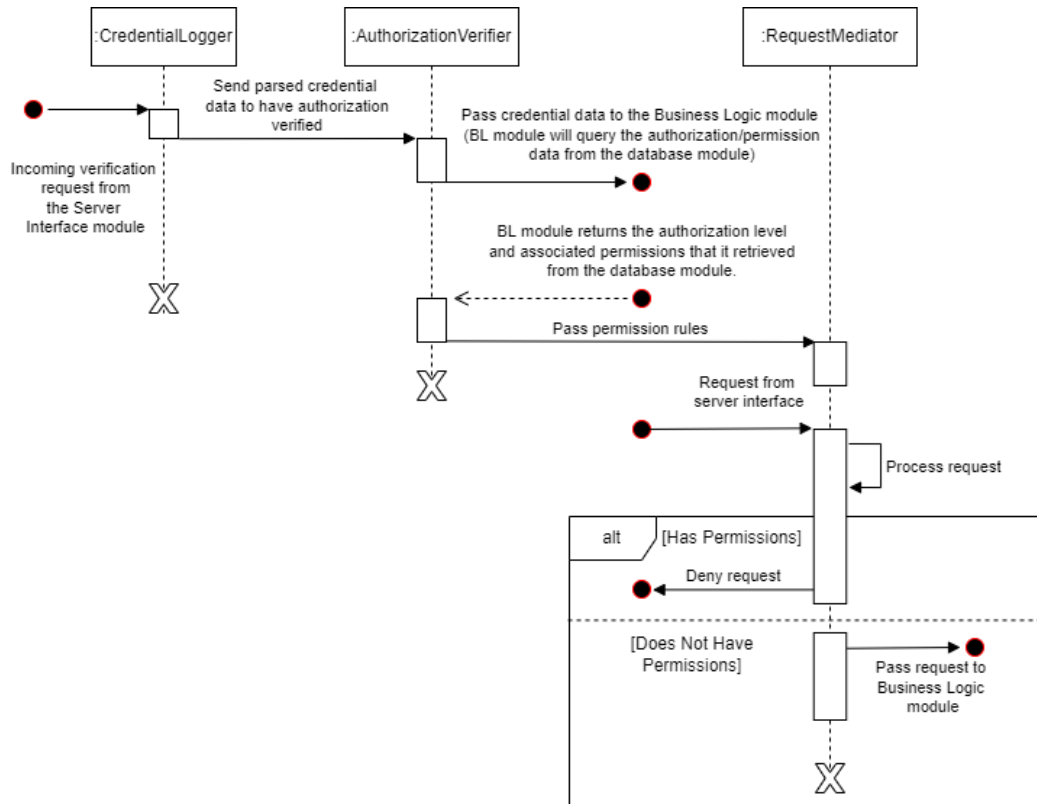 :CredentialLogger
:AuthorizationVerifier
:RequestMediator
Send parsed credential
data to have authorization
verified
Pass credential data to the Business Logic module
(BL module will query the authorization/permission
data from the database module)
Incoming verification
request from
the Server
Interface module
BL module returns the authorization level
and associated permissions that it retrieved
from the database module.
Pass permission rules
Request from
server interface
Process request
alt
[Has Permissions]
Deny request
[Does Not Have
Permissions]
Pass request to
Business Logic
module